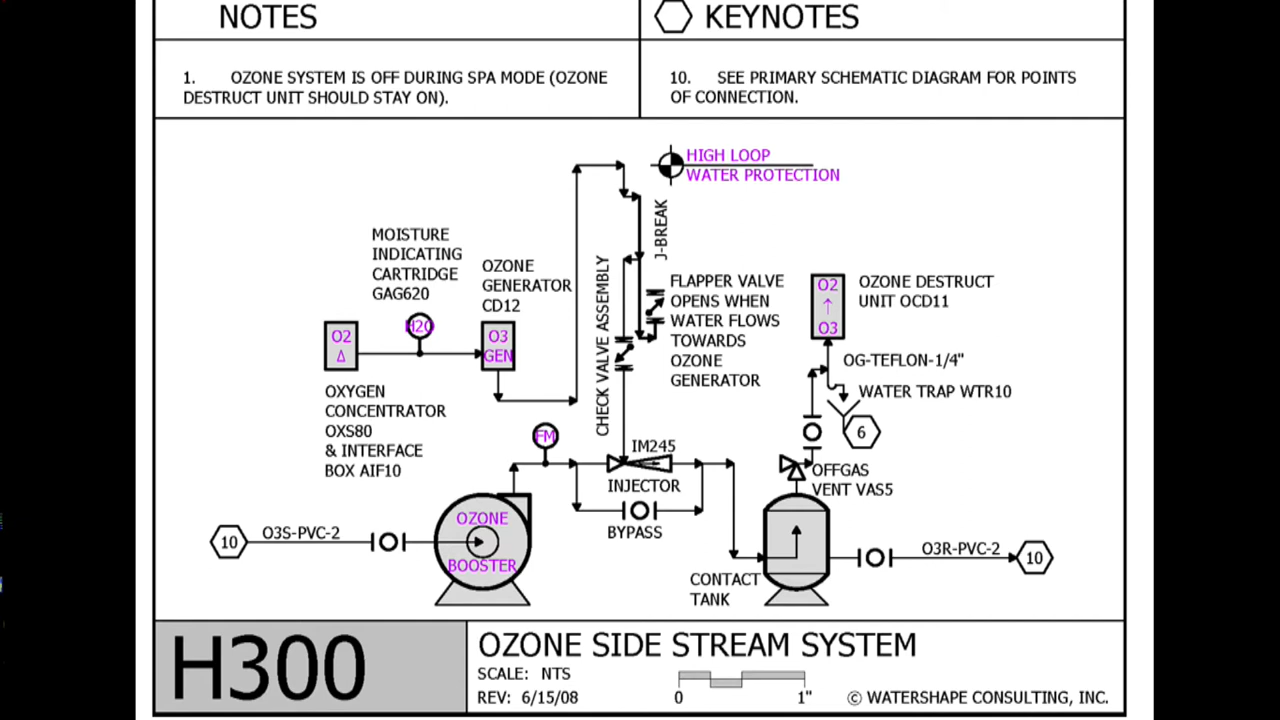 NOTES
KEYNOTES
1. OZONE SYSTEM IS OFF DURING SPA MODE (OZONE
DESTRUCT UNIT SHOULD STAY ON).
10. SEE PRIMARY SCHEMATIC DIAGRAM FOR POINTS
OF CONNECTION.
HIGH LOOP
WATER PROTECTION
J-BREAK
MOISTURE
INDICATING
CARTRIDGE
GAG620
OZONE
GENERATOR
CD12
CHECK VALVE ASSEMBLY
FLAPPER VALVE
OPENS WHEN
WATER FLOWS
TOWARDS
OZONE
GENERATOR
O2
↑
O3
OZONE DESTRUCT
UNIT OCD11
O2
Δ
H2O
O3
GEN
OG-TEFLON-1/4"
WATER TRAP WTR10
6
OXYGEN
CONCENTRATOR
OXS80
& INTERFACE
BOX AIF10
FM
IM245
INJECTOR
BYPASS
OFFGAS
VENT VAS5
10
O3S-PVC-2
OZONE
BOOSTER
CONTACT
TANK
O3R-PVC-2
10
H300
OZONE SIDE STREAM SYSTEM
SCALE: NTS
REV: 6/15/08
0 1"
© WATERSHAPE CONSULTING, INC.